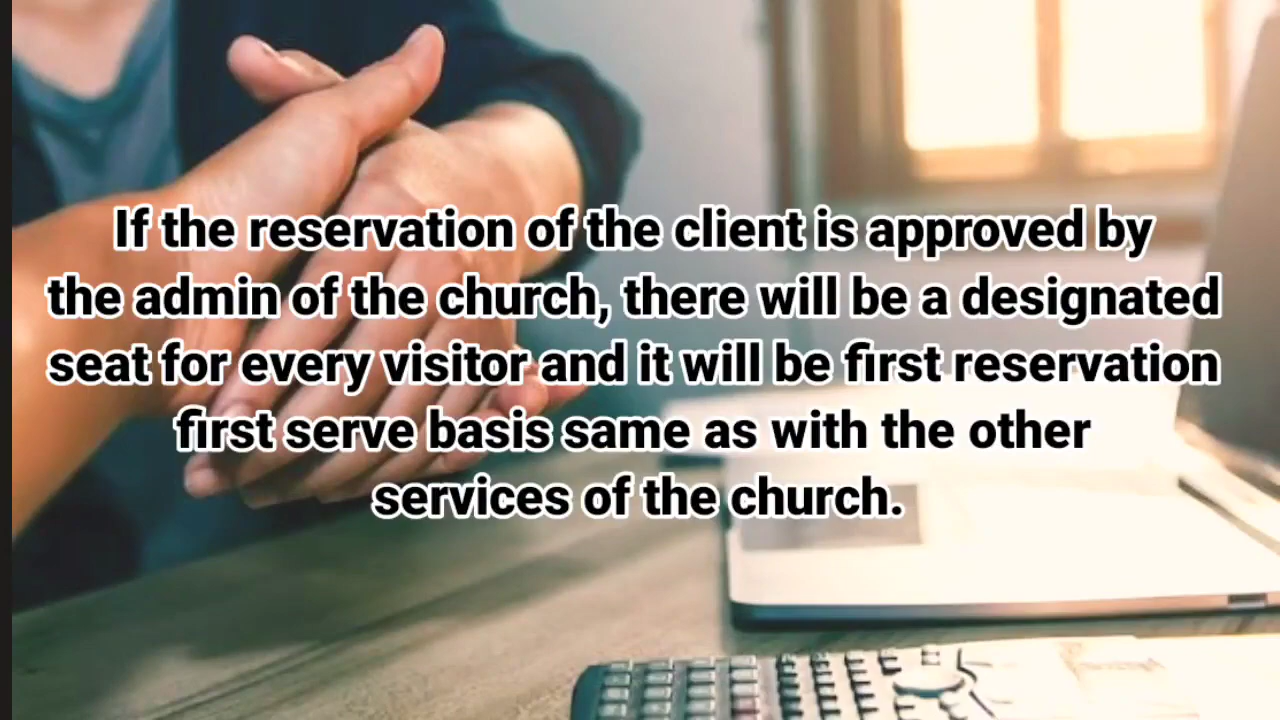 If the reservation of the client is approved by
the admin of the church, there will be a designated
seat for every visitor and it will be first reservation
first serve basis same as with the other
services of the church.